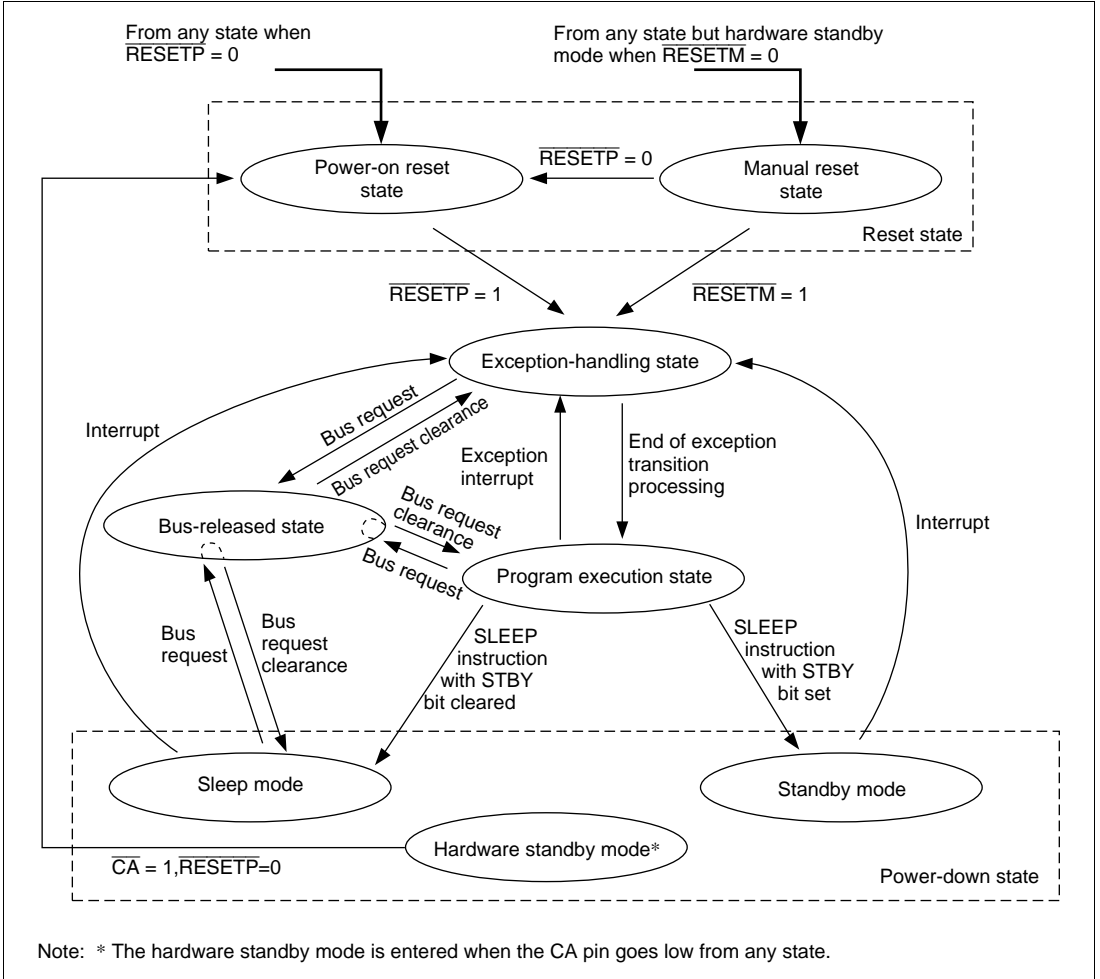 From any state when
RESETP = 0
From any state but hardware standby
mode when RESETM = 0
Power-on reset
state
RESETP = 0
Manual reset
state
Reset state
RESETP = 1
RESETM = 1
Exception-handling state
Interrupt
Bus request
Bus request clearance
Exception
interrupt
End of exception
transition
processing
Interrupt
Bus-released state
Bus request
clearance
Bus request
Program execution state
Bus
request
Bus
request
clearance
SLEEP
instruction
with STBY
bit cleared
SLEEP
instruction
with STBY
bit set
Sleep mode
Standby mode
Hardware standby mode*
CA = 1,RESETP=0
Power-down state
Note: * The hardware standby mode is entered when the CA pin goes low from any state.